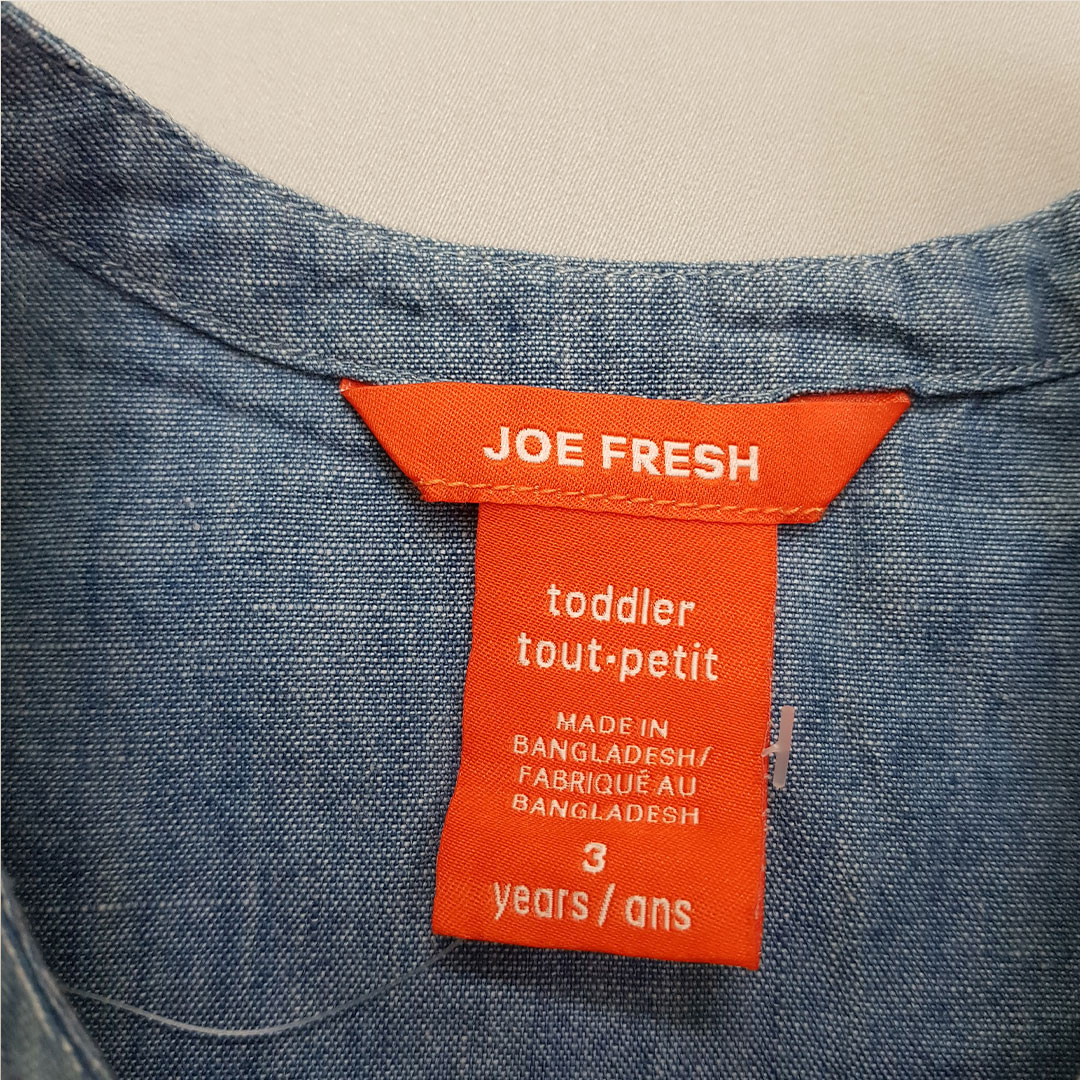 JOE FRESH
toddler
tout·petit
MADE IN
BANGLADESH/
FABRIQUÉ AU
BANGLADESH
3
years / ans